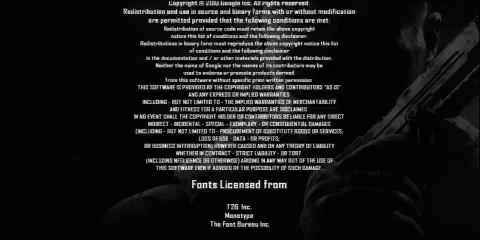 Copyright © 2010 Google Inc. All rights reserved.
Redistribution and use in source and binary forms with or without modification
are permitted provided that the following conditions are met:
Redistribution of source code must retain the above copyright
notice this list of conditions and the following disclaimer
Redistributions in binary form must reproduce the above copyright notice this list
of conditions and the following disclaimer
in the documentation and / or other materials provided with the distribution.
Neither the name of Google nor the names of its contributors may be
used to endorse or promote products derived
from this software without specific prior written permission
THIS SOFTWARE IS PROVIDED BY THE COPYRIGHT HOLDERS AND CONTRIBUTORS "AS IS"
AND ANY EXPRESS OR IMPLIED WARRANTIES
INCLUDING - BUT NOT LIMITED TO - THE IMPLIED WARRANTIES OF MERCHANTABILITY
AND FITNESS FOR A PARTICULAR PURPOSE ARE DISCLAIMED
IN NO EVENT SHALL THE COPYRIGHT HOLDER OR CONTRIBUTORS BE LIABLE FOR ANY DIRECT
INDIRECT - INCIDENTAL - SPECIAL - EXEMPLARY - OR CONSEQUENTIAL DAMAGES
(INCLUDING - BUT NOT LIMITED TO - PROCUREMENT OF SUBSTITUTE GOODS OR SERVICES;
LOSS OF USE - DATA - OR PROFITS;
OR BUSINESS INTERRUPTION) HOWEVER CAUSED AND ON ANY THEORY OF LIABILITY
WHETHER IN CONTRACT - STRICT LIABILITY - OR TORT
(INCLUDING NEGLIGENCE OR OTHERWISE) ARISING IN ANY WAY OUT OF THE USE OF
THIS SOFTWARE EVEN IF ADVISED OF THE POSSIBILITY OF SUCH DAMAGE.
Fonts Licensed from
T26. Inc.
Monotype
The Font Bureau Inc.